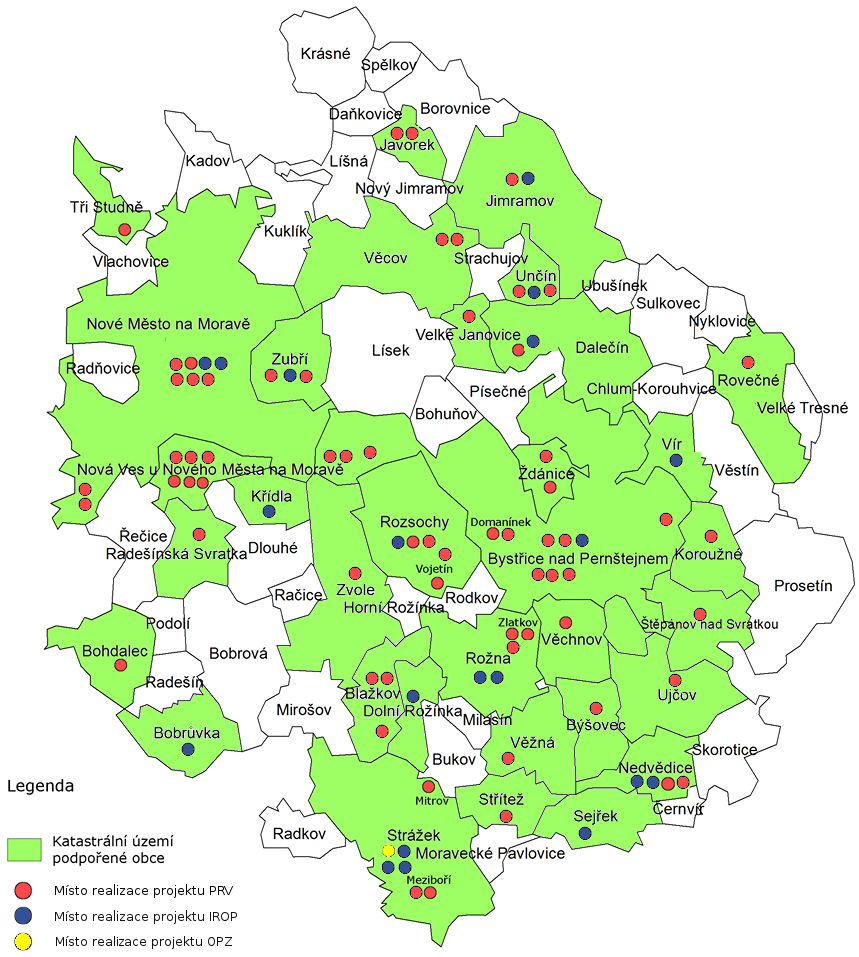 Krásné
Spělkov
Daňkovice
Borovnice
Javorek
Kadov
Líšná
Nový Jimramov
Jimramov
Tři Studně
Kuklík
Vlachovice
Věcov
Strachujov
Unčín
Ubušínek
Sulkovec
Nyklovice
Nové Město na Moravě
Velké Janovice
Lísek
Dalečín
Radňovice
Zubří
Písečné
Chlum-Korouhvice
Rovečné
Velké Tresné
Bohuňov
Nová Ves u Nového Města na Moravě
Ždánice
Vír
Věstín
Křídla
Řečice
Radešínská Svratka
Dlouhé
Rozsochy
Domanínek
Bystřice nad Pernštejnem
Koroužné
Vojetín
Prosetín
Račice
Zvole
Horní Rožínka
Rodkov
Podolí
Bohdalec
Bobrová
Zlatkov
Věchnov
Štěpánov nad Svratkou
Rožná
Radešín
Blažkov
Dolní Rožínka
Ujčov
Mirošov
Milasín
Býšovec
Bobrůvka
Věžná
Skorotice
Bukov
Nedvědice
Mitrov
Střítež
Černvír
Sejřek
Radkov
Strážek
Moravecké Pavlovice
Meziboří
Legenda
Katastrální území
podpořené obce
Místo realizace projektu PRV
Místo realizace projektu IROP
Místo realizace projektu OPZ